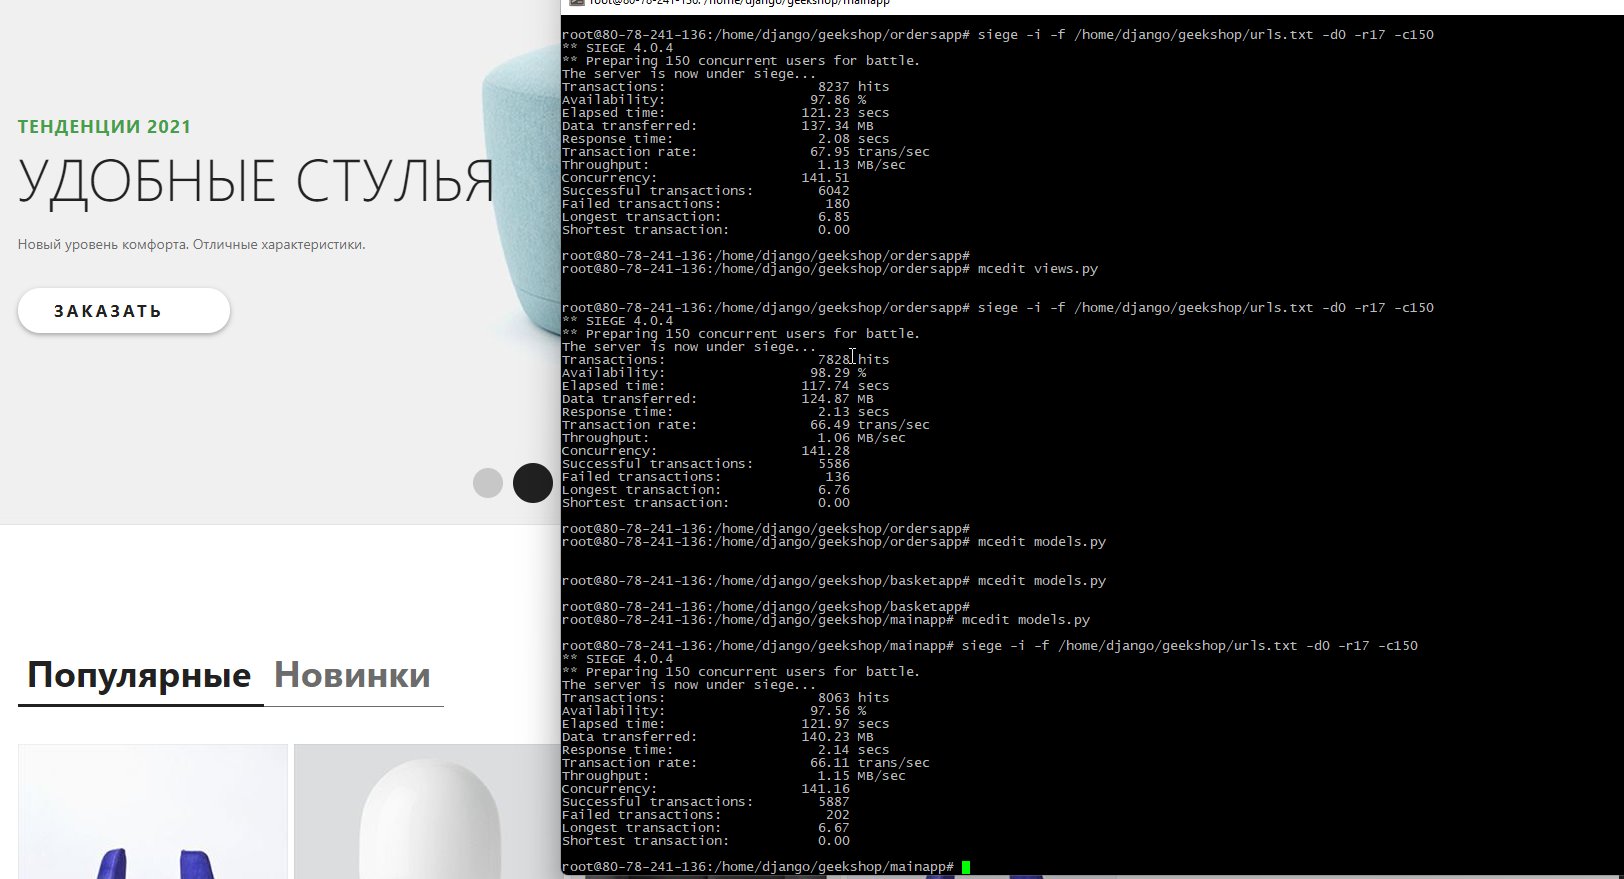 ТЕНДЕНЦИИ 2021
УДОБНЫЕ СТУЛЬЯ
Новый уровень комфорта. Отличные характеристики.
ЗАКАЗАТЬ
Популярные Новинки
root@80-78-241-136: /home/django/geekshop/mainapp
root@80-78-241-136:/home/django/geekshop/ordersapp# siege -i -f /home/django/geekshop/urls.txt -d0 -r17 -c150
** SIEGE 4.0.4
** Preparing 150 concurrent users for battle.
The server is now under siege...
Transactions: 8237 hits
Availability: 97.86 %
Elapsed time: 121.23 secs
Data transferred: 137.34 MB
Response time: 2.08 secs
Transaction rate: 67.95 trans/sec
Throughput: 1.13 MB/sec
Concurrency: 141.51
Successful transactions: 6042
Failed transactions: 180
Longest transaction: 6.85
Shortest transaction: 0.00
root@80-78-241-136:/home/django/geekshop/ordersapp#
root@80-78-241-136:/home/django/geekshop/ordersapp# mcedit views.py
root@80-78-241-136:/home/django/geekshop/ordersapp# siege -i -f /home/django/geekshop/urls.txt -d0 -r17 -c150
** SIEGE 4.0.4
** Preparing 150 concurrent users for battle.
The server is now under siege...
Transactions: 7828 hits
Availability: 98.29 %
Elapsed time: 117.74 secs
Data transferred: 124.87 MB
Response time: 2.13 secs
Transaction rate: 66.49 trans/sec
Throughput: 1.06 MB/sec
Concurrency: 141.28
Successful transactions: 5586
Failed transactions: 136
Longest transaction: 6.76
Shortest transaction: 0.00
root@80-78-241-136:/home/django/geekshop/ordersapp#
root@80-78-241-136:/home/django/geekshop/ordersapp# mcedit models.py
root@80-78-241-136:/home/django/geekshop/basketapp# mcedit models.py
root@80-78-241-136:/home/django/geekshop/basketapp#
root@80-78-241-136:/home/django/geekshop/mainapp# mcedit models.py
root@80-78-241-136:/home/django/geekshop/mainapp# siege -i -f /home/django/geekshop/urls.txt -d0 -r17 -c150
** SIEGE 4.0.4
** Preparing 150 concurrent users for battle.
The server is now under siege...
Transactions: 8063 hits
Availability: 97.56 %
Elapsed time: 121.97 secs
Data transferred: 140.23 MB
Response time: 2.14 secs
Transaction rate: 66.11 trans/sec
Throughput: 1.15 MB/sec
Concurrency: 141.16
Successful transactions: 5887
Failed transactions: 202
Longest transaction: 6.67
Shortest transaction: 0.00
root@80-78-241-136:/home/django/geekshop/mainapp#